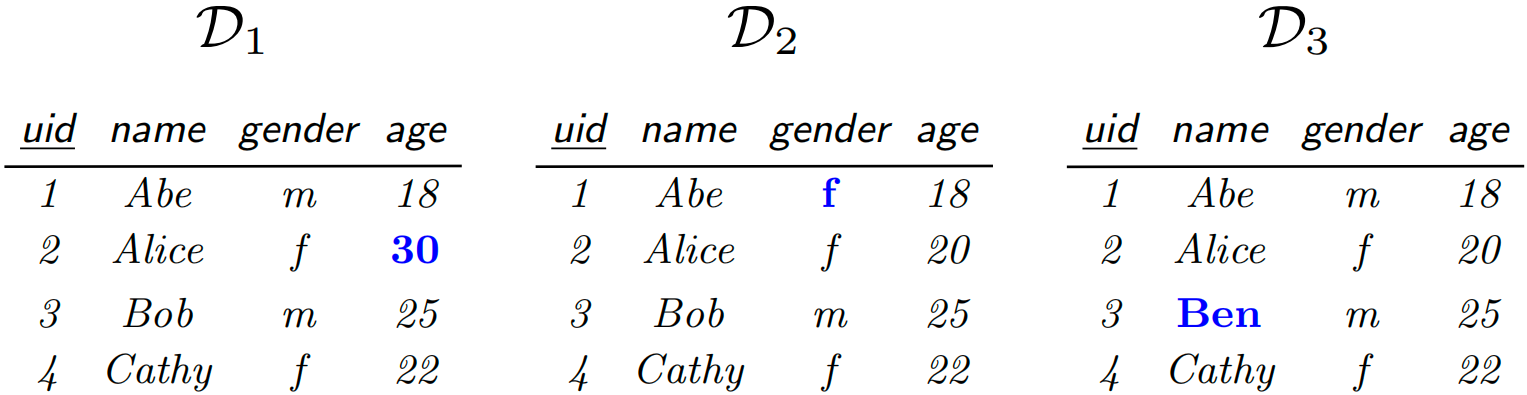 D₁ D₂ D₃
uid name gender age uid name gender age uid name gender age
1 Abe m 18 1 Abe f 18 1 Abe m 18
2 Alice f 30 2 Alice f 20 2 Alice f 20
3 Bob m 25 3 Bob m 25 3 Ben m 25
4 Cathy f 22 4 Cathy f 22 4 Cathy f 22